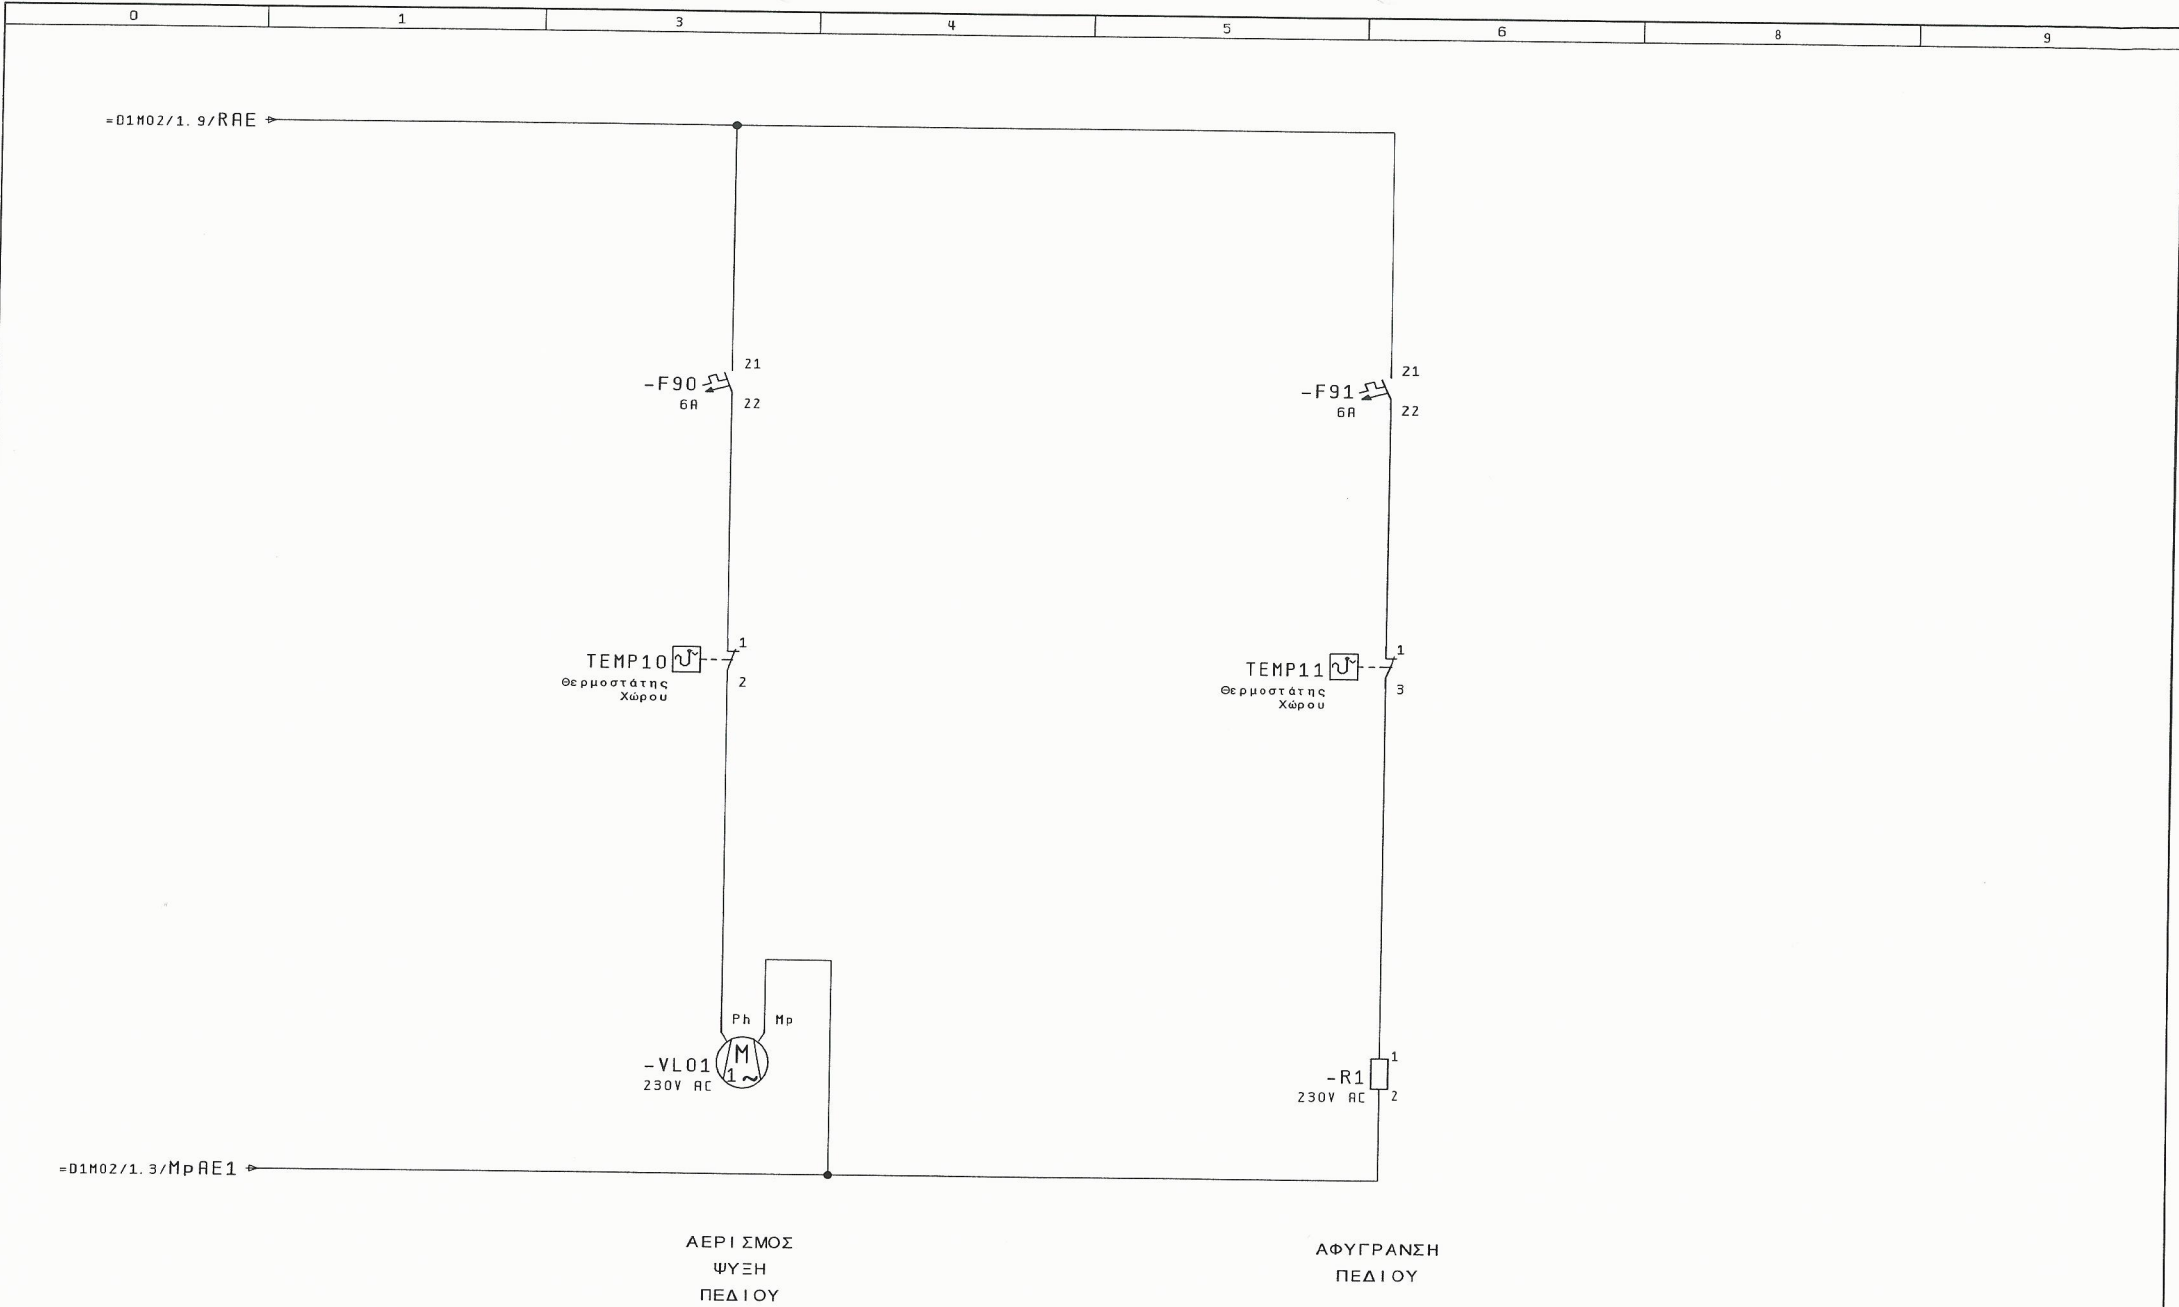 0 1 3 4 5 6 8 9
=D1M02/1.9/RAE
21
-F90
6A
22
21
-F91
6A
22
1
TEMP10
2
Θερμοστάτης
Χώρου
1
TEMP11
3
Θερμοστάτης
Χώρου
Ph Mp
M
-VL01
1~
230V AC
1
-R1
230V AC
2
=D1M02/1.3/MpAE1
ΑΕΡΙΣΜΟΣ
ΨΥΞΗ
ΠΕΔΙΟΥ
ΑΦΥΓΡΑΝΣΗ
ΠΕΔΙΟΥ